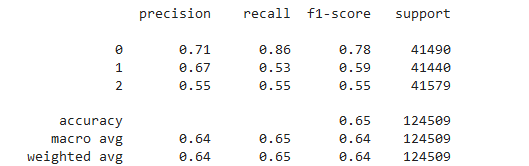 precision recall f1-score support
0 0.71 0.86 0.78 41490
1 0.67 0.53 0.59 41440
2 0.55 0.55 0.55 41579
accuracy 0.65 124509
macro avg 0.64 0.65 0.64 124509
weighted avg 0.64 0.65 0.64 124509